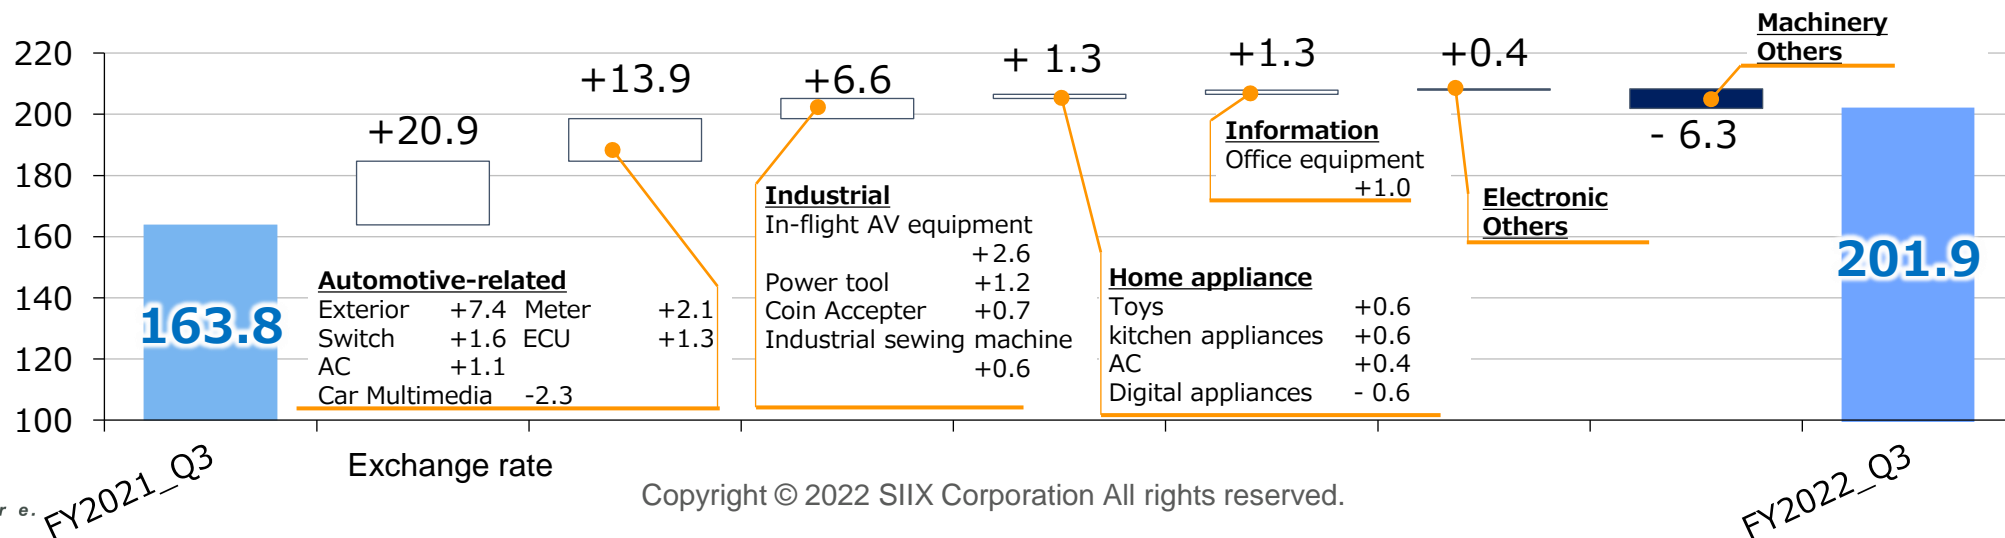 Machinery
Others
220
200
180
160
140
120
100
+20.9
+13.9
+6.6
+ 1.3
+1.3
+0.4
- 6.3
163.8
201.9
Automotive-related
Exterior +7.4 Meter +2.1
Switch +1.6 ECU +1.3
AC +1.1
Car Multimedia -2.3
Industrial
In-flight AV equipment
+2.6
Power tool +1.2
Coin Accepter +0.7
Industrial sewing machine
+0.6
Home appliance
Toys +0.6
kitchen appliances +0.6
AC +0.4
Digital appliances - 0.6
Information
Office equipment
+1.0
Electronic
Others
FY2021_Q3
Exchange rate
FY2022_Q3
Copyright © 2022 SIIX Corporation All rights reserved.